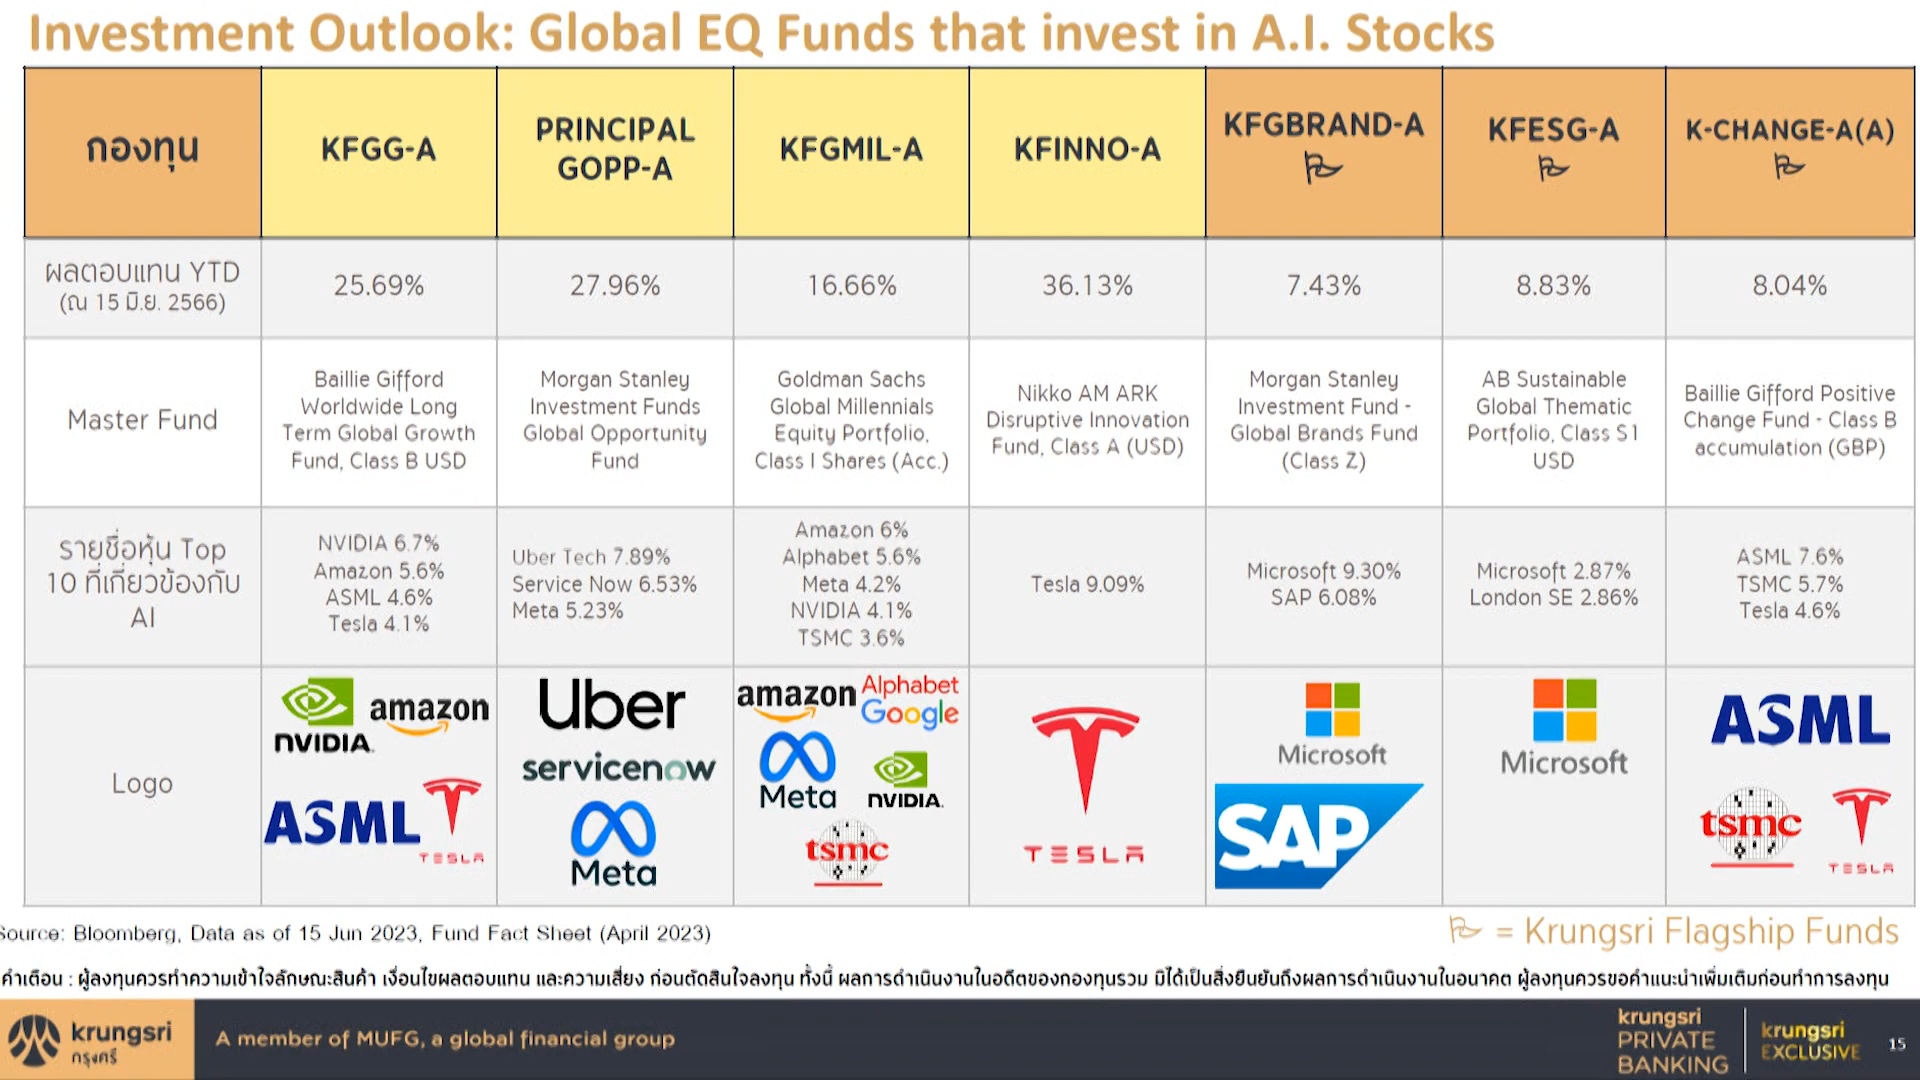 Investment Outlook: Global EQ Funds that invest in A.I. Stocks
กองทุน
KFGG-A
PRINCIPAL
GOPP-A
KFGMIL-A
KFINNO-A
KFGBRAND-A
KFESG-A
K-CHANGE-A(A)
ผลตอบแทน YTD
(ณ 15 มิ.ย. 2566)
25.69%
27.96%
16.66%
36.13%
7.43%
8.83%
8.04%
Master Fund
Baillie Gifford
Worldwide Long
Term Global Growth
Fund, Class B USD
Morgan Stanley
Investment Funds
Global Opportunity
Fund
Goldman Sachs
Global Millennials
Equity Portfolio,
Class I Shares (Acc.)
Nikko AM ARK
Disruptive Innovation
Fund, Class A (USD)
Morgan Stanley
Investment Fund -
Global Brands Fund
(Class Z)
AB Sustainable
Global Thematic
Portfolio, Class S1
USD
Baillie Gifford Positive
Change Fund - Class B
accumulation (GBP)
รายชื่อหุ้น Top
10 ที่เกี่ยวข้องกับ
AI
NVIDIA 6.7%
Amazon 5.6%
ASML 4.6%
Tesla 4.1%
Uber Tech 7.89%
Service Now 6.53%
Meta 5.23%
Amazon 6%
Alphabet 5.6%
Meta 4.2%
NVIDIA 4.1%
TSMC 3.6%
Tesla 9.09%
Microsoft 9.30%
SAP 6.08%
Microsoft 2.87%
London SE 2.86%
ASML 7.6%
TSMC 5.7%
Tesla 4.6%
Logo
NVIDIA.
amazon
ASML
TESLA
Uber
servicenow
Meta
amazon
Alphabet
Google
Meta
NVIDIA.
tsmc
TESLA
Microsoft
SAP
Microsoft
ASML
tsmc
TESLA
Source: Bloomberg, Data as of 15 Jun 2023, Fund Fact Sheet (April 2023)
= Krungsri Flagship Funds
คำเตือน : ผู้ลงทุนควรทำความเข้าใจลักษณะสินค้า เงื่อนไขผลตอบแทน และความเสี่ยง ก่อนตัดสินใจลงทุน ทั้งนี้ ผลการดำเนินงานในอดีตของกองทุนรวม มิได้เป็นสิ่งยืนยันถึงผลการดำเนินงานในอนาคต ผู้ลงทุนควรขอคำแนะนำเพิ่มเติมก่อนทำการลงทุน
krungsri
กรุงศรี
A member of MUFG, a global financial group
krungsri
PRIVATE
BANKING
krungsri
EXCLUSIVE
15